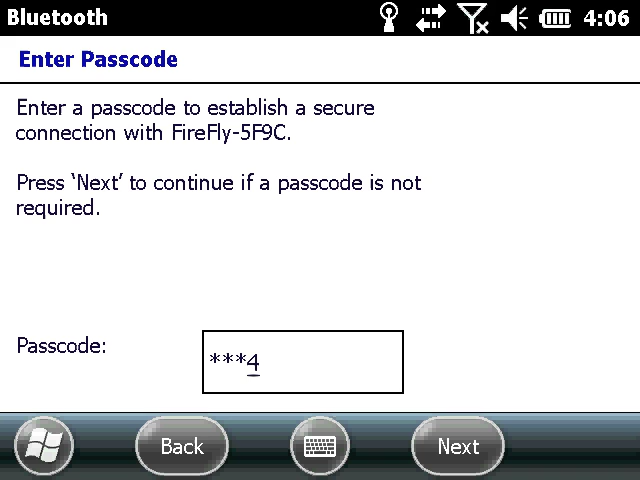 Bluetooth 4:06
Enter Passcode
Enter a passcode to establish a secure
connection with FireFly-5F9C.
Press ‘Next’ to continue if a passcode is not
required.
Passcode: ***4
Back Next